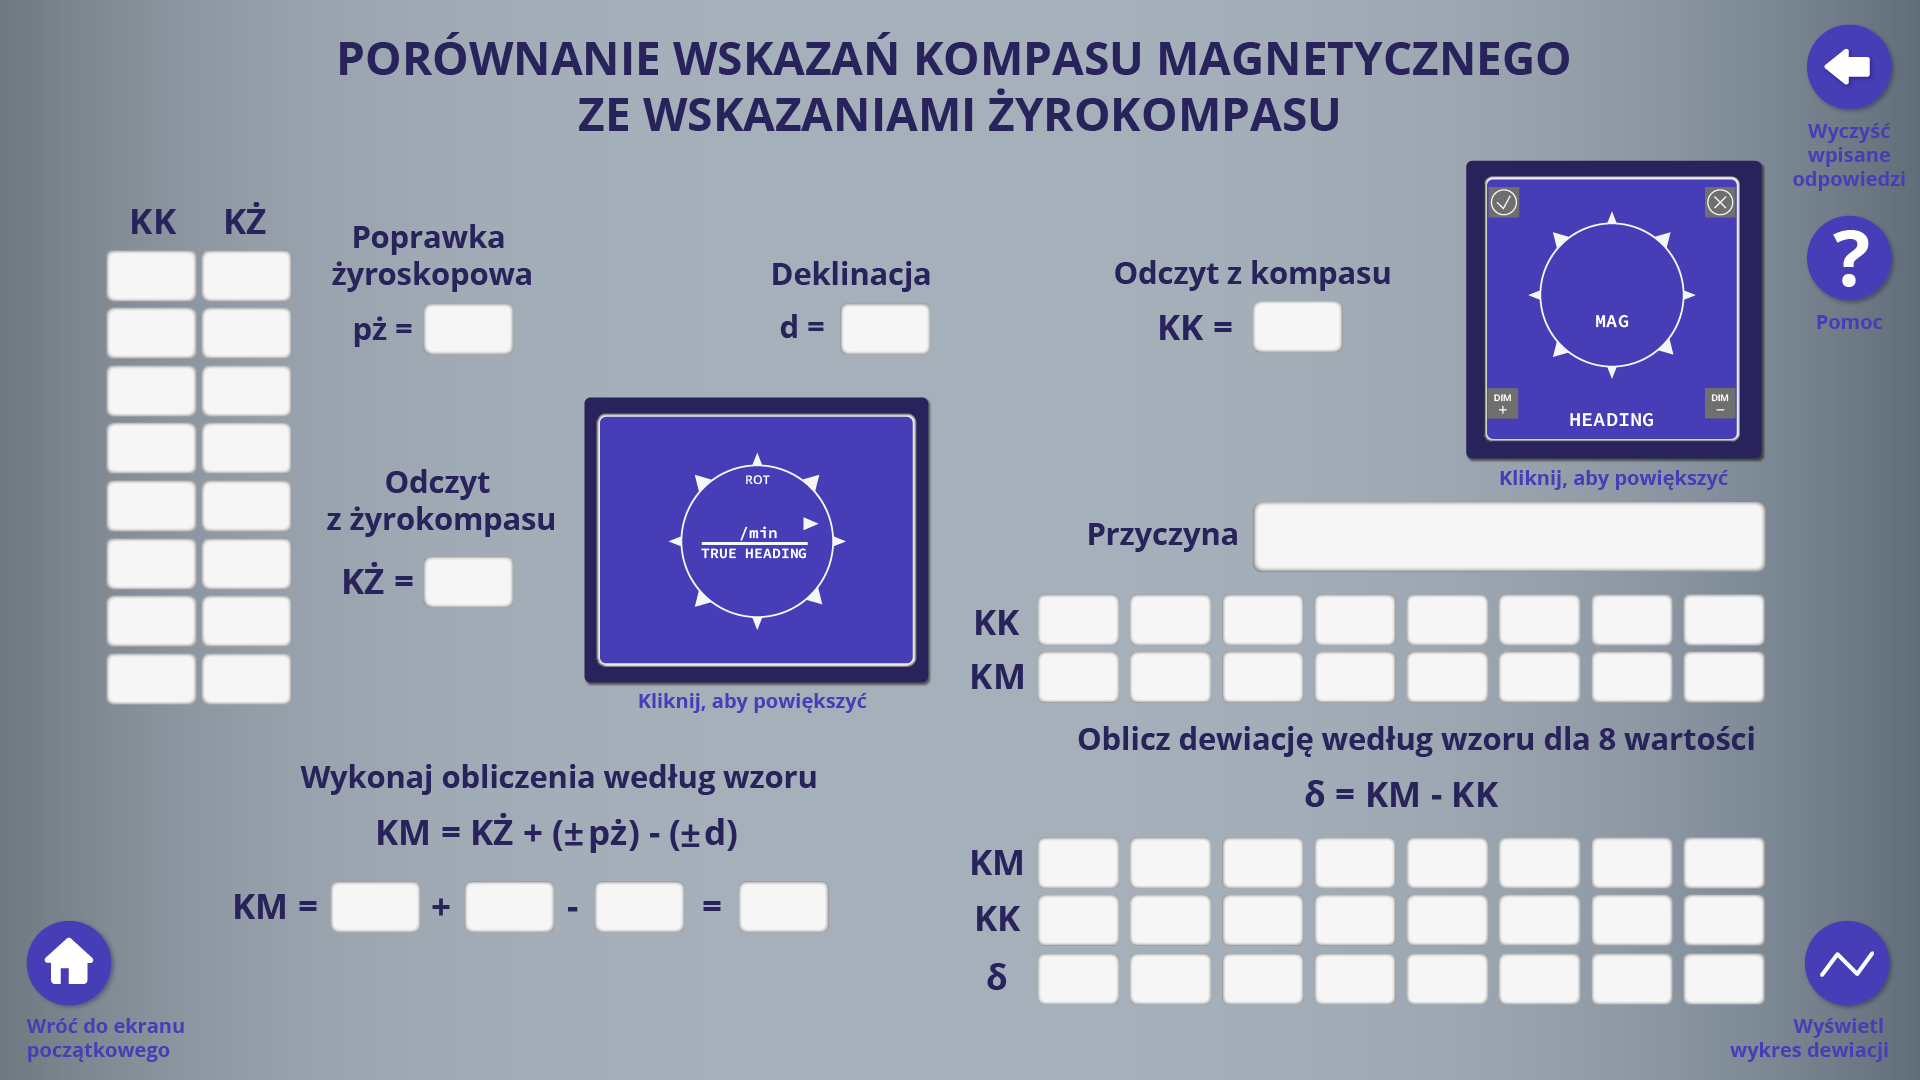 PORÓWNANIE WSKAZAŃ KOMPASU MAGNETYCZNEGO
ZE WSKAZANIAMI ŻYROKOMPASU
Wyczyść
wpisane
odpowiedzi
?
Pomoc
KK KŻ
Poprawka
żyroskopowa
pż =
Deklinacja
d =
Odczyt z kompasu
KK =
MAG
DIM
+
DIM
−
HEADING
Kliknij, aby powiększyć
Odczyt
z żyrokompasu
KŻ =
ROT
/min
TRUE HEADING
Kliknij, aby powiększyć
Przyczyna
KK
KM
Oblicz dewiację według wzoru dla 8 wartości
δ = KM - KK
Wykonaj obliczenia według wzoru
KM = KŻ + (±pż) - (±d)
KM = + - =
KM
KK
δ
Wróć do ekranu
początkowego
Wyświetl
wykres dewiacji